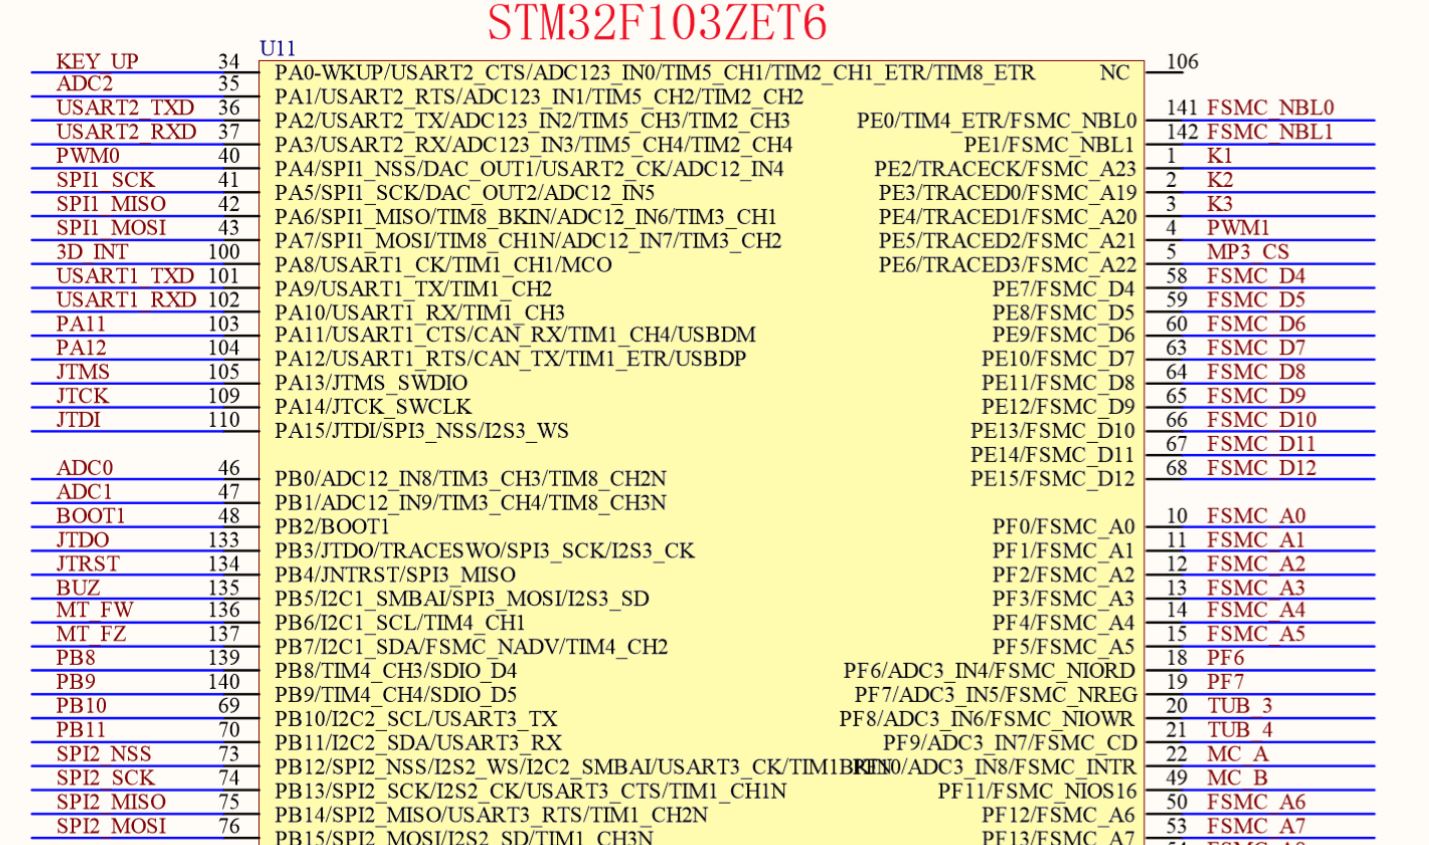 STM32F103ZET6
U11
KEY_UP 34 PA0-WKUP/USART2_CTS/ADC123_IN0/TIM5_CH1/TIM2_CH1_ETR/TIM8_ETR NC 106
ADC2 35 PA1/USART2_RTS/ADC123_IN1/TIM5_CH2/TIM2_CH2
USART2_TXD 36 PA2/USART2_TX/ADC123_IN2/TIM5_CH3/TIM2_CH3 PE0/TIM4_ETR/FSMC_NBL0 141 FSMC_NBL0
USART2_RXD 37 PA3/USART2_RX/ADC123_IN3/TIM5_CH4/TIM2_CH4 PE1/FSMC_NBL1 142 FSMC_NBL1
PWM0 40 PA4/SPI1_NSS/DAC_OUT1/USART2_CK/ADC12_IN4 PE2/TRACECK/FSMC_A23 1 K1
SPI1_SCK 41 PA5/SPI1_SCK/DAC_OUT2/ADC12_IN5 PE3/TRACED0/FSMC_A19 2 K2
SPI1_MISO 42 PA6/SPI1_MISO/TIM8_BKIN/ADC12_IN6/TIM3_CH1 PE4/TRACED1/FSMC_A20 3 K3
SPI1_MOSI 43 PA7/SPI1_MOSI/TIM8_CH1N/ADC12_IN7/TIM3_CH2 PE5/TRACED2/FSMC_A21 4 PWM1
3D_INT 100 PA8/USART1_CK/TIM1_CH1/MCO PE6/TRACED3/FSMC_A22 5 MP3_CS
USART1_TXD 101 PA9/USART1_TX/TIM1_CH2 PE7/FSMC_D4 58 FSMC_D4
USART1_RXD 102 PA10/USART1_RX/TIM1_CH3 PE8/FSMC_D5 59 FSMC_D5
PA11 103 PA11/USART1_CTS/CAN_RX/TIM1_CH4/USBDM PE9/FSMC_D6 60 FSMC_D6
PA12 104 PA12/USART1_RTS/CAN_TX/TIM1_ETR/USBDP PE10/FSMC_D7 63 FSMC_D7
JTMS 105 PA13/JTMS_SWDIO PE11/FSMC_D8 64 FSMC_D8
JTCK 109 PA14/JTCK_SWCLK PE12/FSMC_D9 65 FSMC_D9
JTDI 110 PA15/JTDI/SPI3_NSS/I2S3_WS PE13/FSMC_D10 66 FSMC_D10
PE14/FSMC_D11 67 FSMC_D11
ADC0 46 PB0/ADC12_IN8/TIM3_CH3/TIM8_CH2N PE15/FSMC_D12 68 FSMC_D12
ADC1 47 PB1/ADC12_IN9/TIM3_CH4/TIM8_CH3N
BOOT1 48 PB2/BOOT1 PF0/FSMC_A0 10 FSMC_A0
JTDO 133 PB3/JTDO/TRACESWO/SPI3_SCK/I2S3_CK PF1/FSMC_A1 11 FSMC_A1
JTRST 134 PB4/JNTRST/SPI3_MISO PF2/FSMC_A2 12 FSMC_A2
BUZ 135 PB5/I2C1_SMBAI/SPI3_MOSI/I2S3_SD PF3/FSMC_A3 13 FSMC_A3
MT_FW 136 PB6/I2C1_SCL/TIM4_CH1 PF4/FSMC_A4 14 FSMC_A4
MT_FZ 137 PB7/I2C1_SDA/FSMC_NADV/TIM4_CH2 PF5/FSMC_A5 15 FSMC_A5
PB8 139 PB8/TIM4_CH3/SDIO_D4 PF6/ADC3_IN4/FSMC_NIORD 18 PF6
PB9 140 PB9/TIM4_CH4/SDIO_D5 PF7/ADC3_IN5/FSMC_NREG 19 PF7
PB10 69 PB10/I2C2_SCL/USART3_TX PF8/ADC3_IN6/FSMC_NIOWR 20 TUB_3
PB11 70 PB11/I2C2_SDA/USART3_RX PF9/ADC3_IN7/FSMC_CD 21 TUB_4
SPI2_NSS 73 PB12/SPI2_NSS/I2S2_WS/I2C2_SMBAI/USART3_CK/TIM1BKIN PF10/ADC3_IN8/FSMC_INTR 22 MC_A
SPI2_SCK 74 PB13/SPI2_SCK/I2S2_CK/USART3_CTS/TIM1_CH1N PF11/FSMC_NIOS16 49 MC_B
SPI2_MISO 75 PB14/SPI2_MISO/USART3_RTS/TIM1_CH2N PF12/FSMC_A6 50 FSMC_A6
SPI2_MOSI 76 PB15/SPI2_MOSI/I2S2_SD/TIM1_CH3N PF13/FSMC_A7 53 FSMC_A7